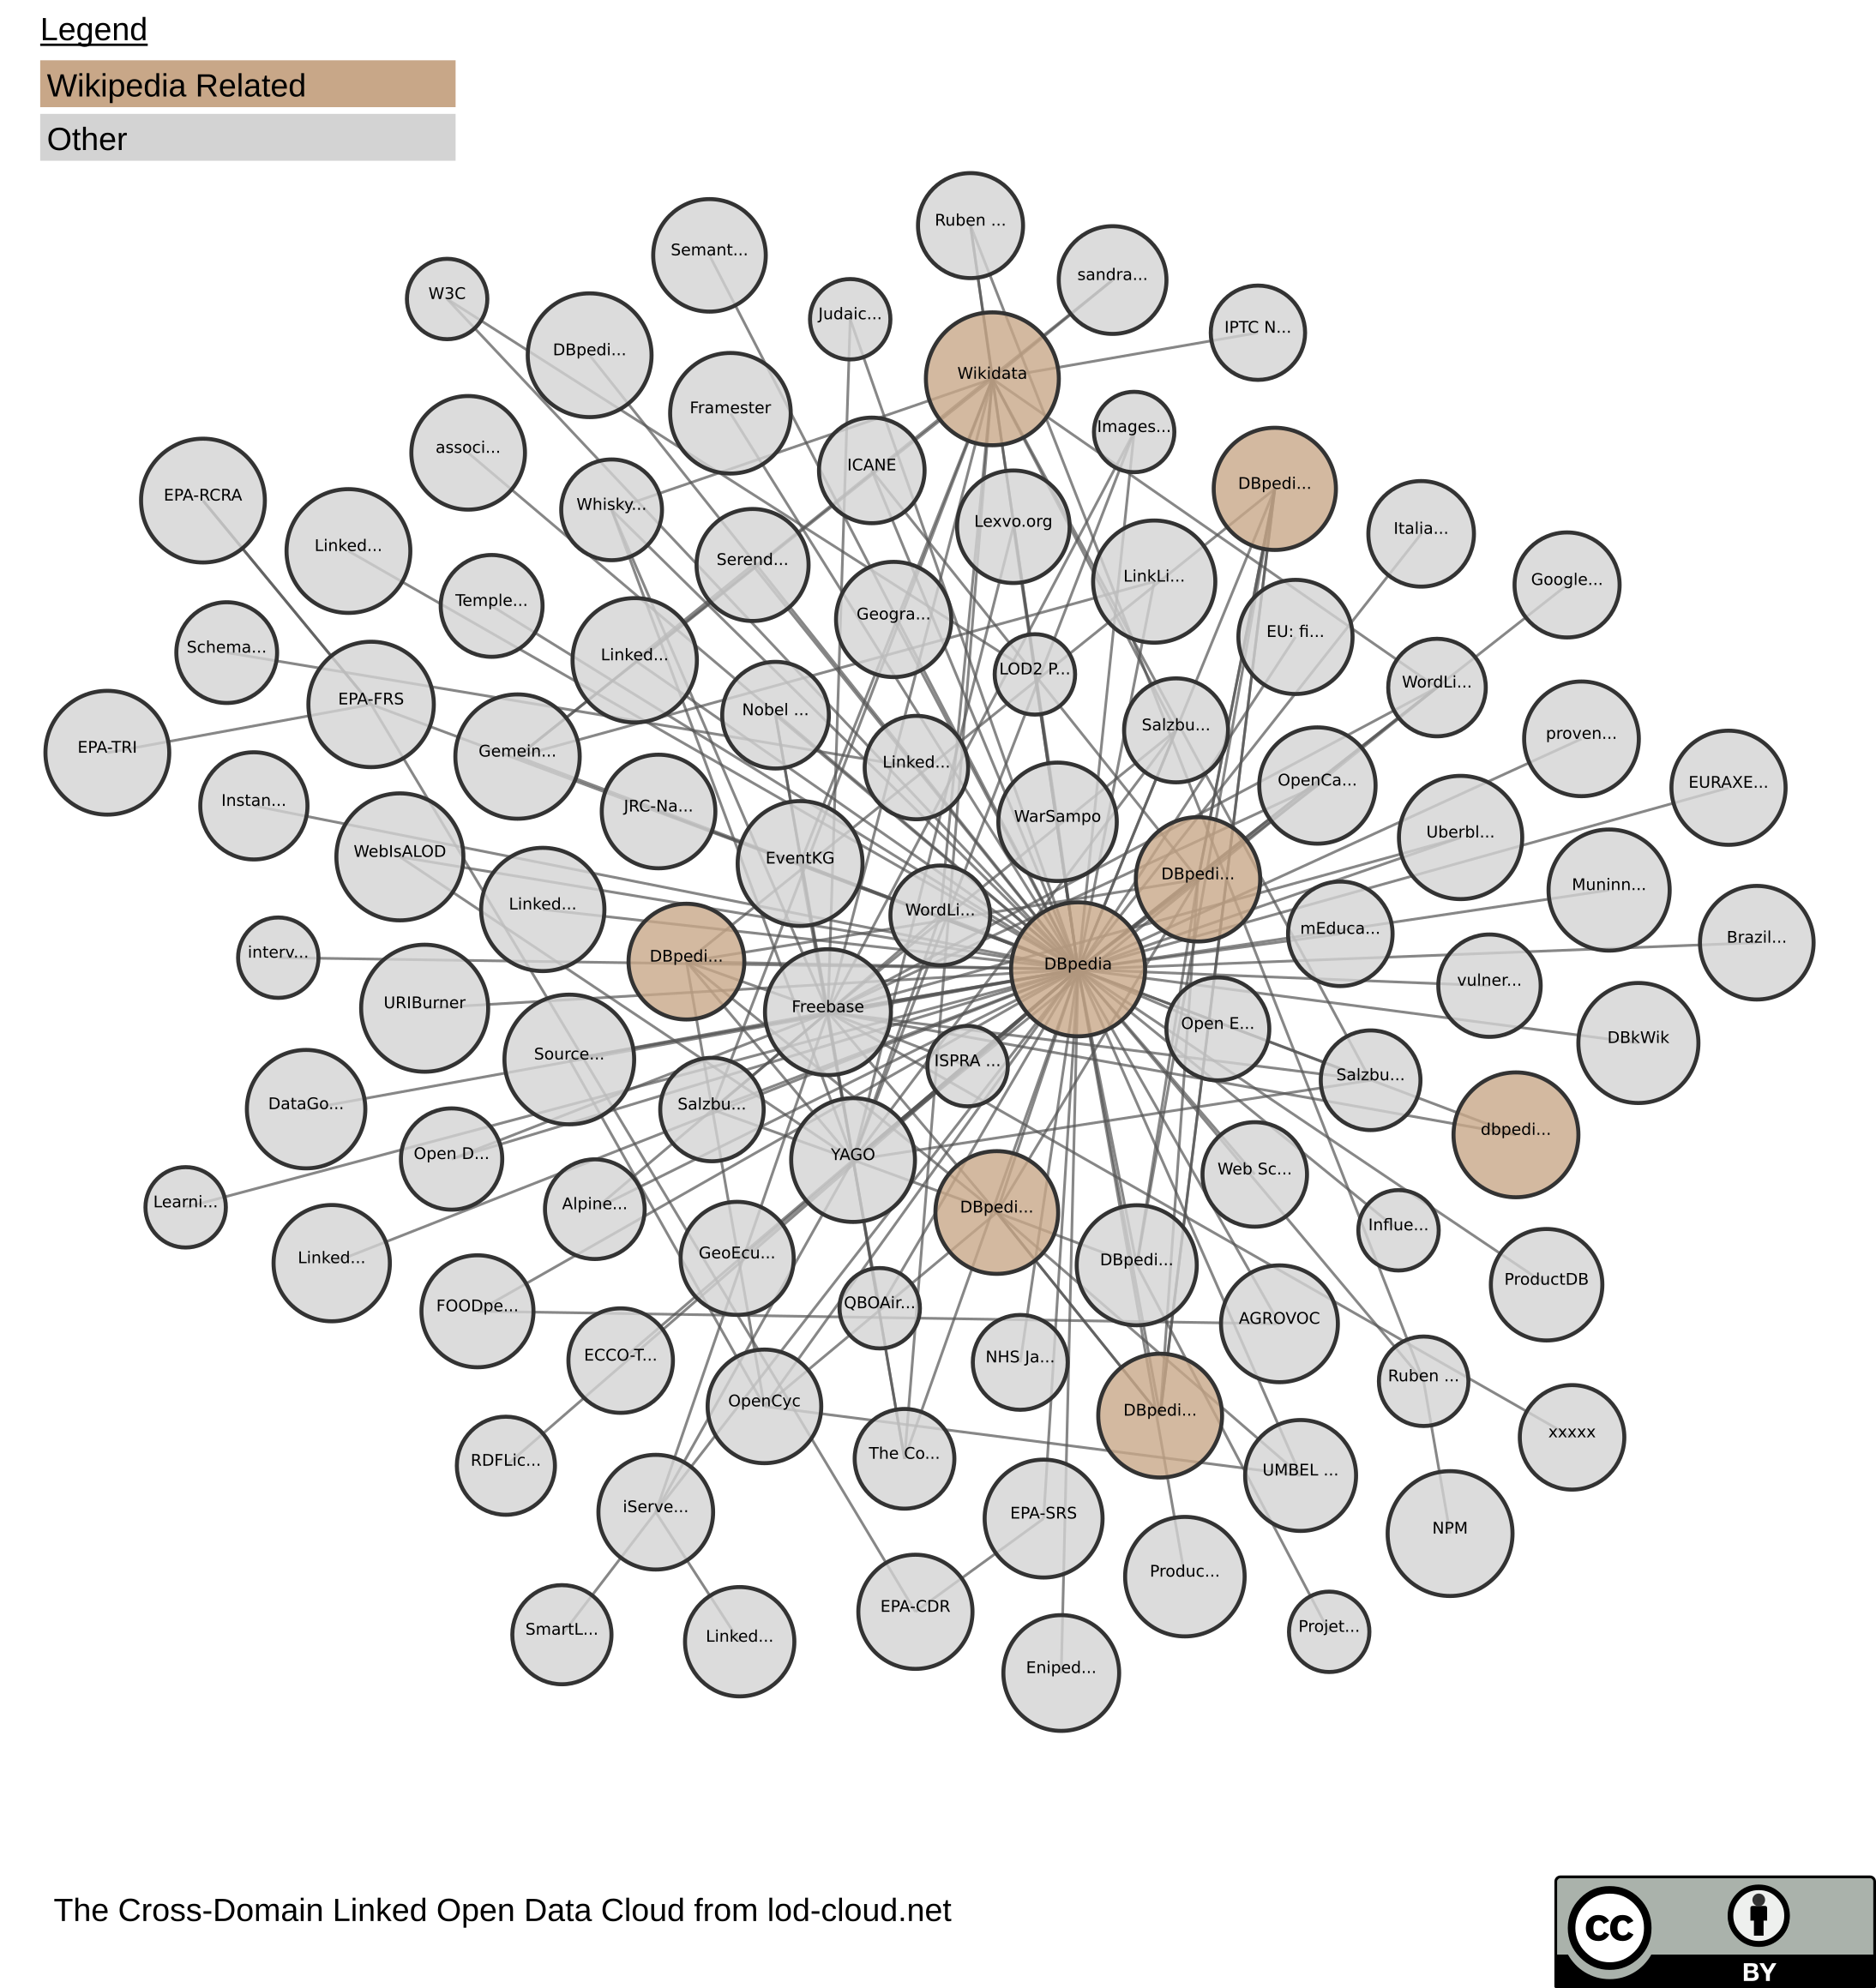 Legend
Wikipedia Related
Other
Ruben ...
Semant...
sandra...
W3C
Judaic...
IPTC N...
DBpedi...
Wikidata
Framester
Images...
associ...
ICANE
DBpedi...
EPA-RCRA
Whisky...
Lexvo.org
Italia...
Linked...
Serend...
LinkLi...
Google...
Temple...
Geogra...
EU: fi...
Schema...
Linked...
LOD2 P...
WordLi...
EPA-FRS
Nobel ...
Salzbu...
proven...
EPA-TRI
Gemein...
Linked...
OpenCa...
EURAXE...
Instan...
JRC-Na...
WarSampo
Uberbl...
WebIsALOD
EventKG
DBpedi...
Muninn...
Linked...
WordLi...
mEduca...
Brazil...
interv...
DBpedi...
DBpedia
vulner...
URIBurner
Freebase
Open E...
DBkWik
Source...
ISPRA ...
Salzbu...
DataGo...
Salzbu...
dbpedi...
Open D...
YAGO
Web Sc...
Learni...
Alpine...
DBpedi...
Influe...
Linked...
GeoEcu...
DBpedi...
ProductDB
FOODpe...
QBOAir...
AGROVOC
ECCO-T...
NHS Ja...
Ruben ...
OpenCyc
DBpedi...
xxxxx
RDFLic...
The Co...
UMBEL ...
iServe...
EPA-SRS
NPM
Produc...
SmartL...
Linked...
EPA-CDR
Projet...
Eniped...
The Cross-Domain Linked Open Data Cloud from lod-cloud.net
cc
BY